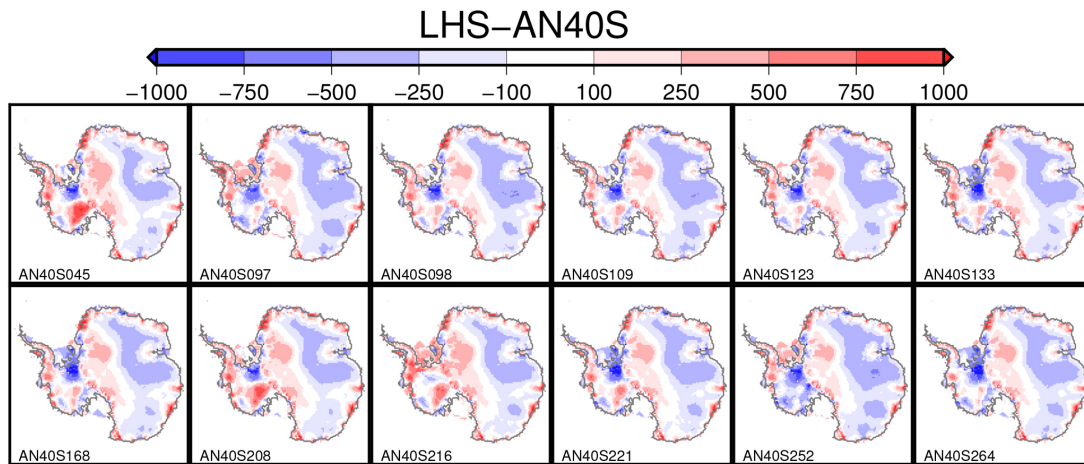 LHS−AN40S
−1000 −750 −500 −250 −100 100 250 500 750 1000
AN40S045 AN40S097 AN40S098 AN40S109 AN40S123 AN40S133
AN40S168 AN40S208 AN40S216 AN40S221 AN40S252 AN40S264